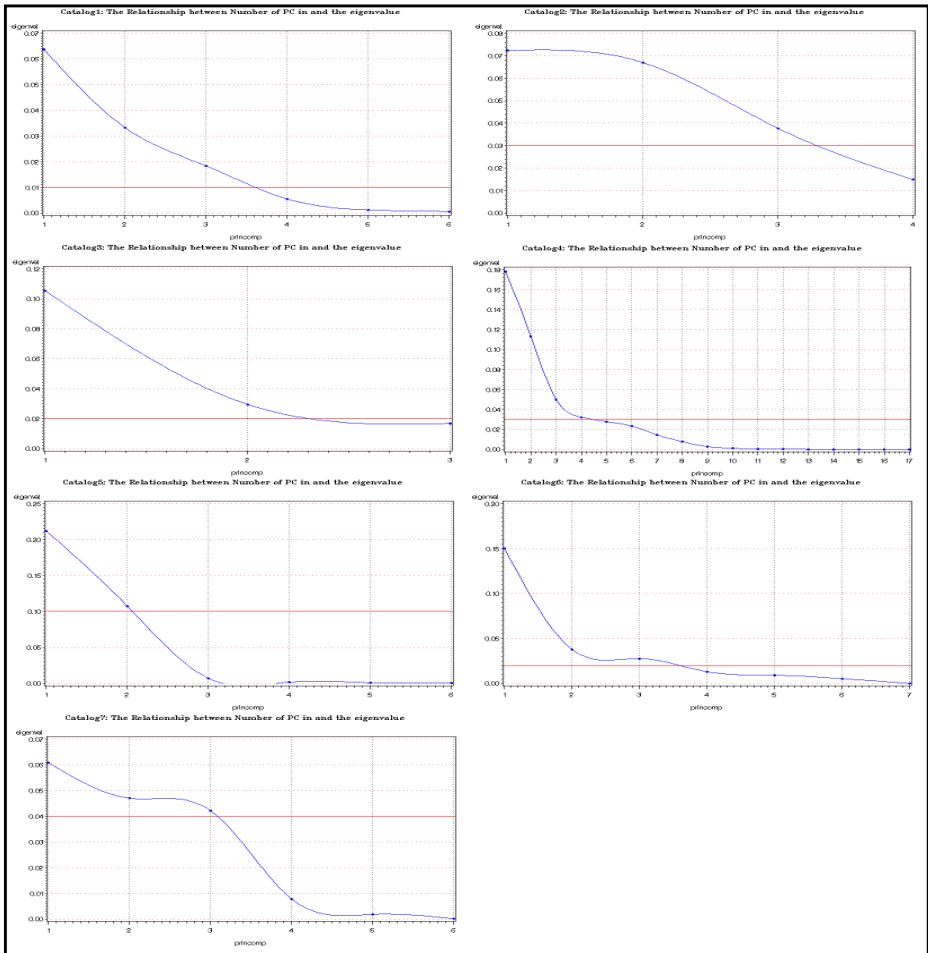 Catalog1: The Relationship between Number of PC in and the eigenvalue
eigenval
0.07
0.06
0.05
0.04
0.03
0.02
0.01
0.00
1 2 3 4 5 6
princomp
Catalog2: The Relationship between Number of PC in and the eigenvalue
eigenval
0.08
0.07
0.06
0.05
0.04
0.03
0.02
0.01
0.00
1 2 3 4
princomp
Catalog3: The Relationship between Number of PC in and the eigenvalue
eigenval
0.12
0.10
0.08
0.06
0.04
0.02
0.00
1 2 3
princomp
Catalog4: The Relationship between Number of PC in and the eigenvalue
eigenval
0.18
0.16
0.14
0.12
0.10
0.08
0.06
0.04
0.02
0.00
1 2 3 4 5 6 7 8 9 10 11 12 13 14 15 16 17
princomp
Catalog5: The Relationship between Number of PC in and the eigenvalue
eigenval
0.25
0.20
0.15
0.10
0.05
0.00
1 2 3 4 5 6
princomp
Catalog6: The Relationship between Number of PC in and the eigenvalue
eigenval
0.20
0.15
0.10
0.05
0.00
1 2 3 4 5 6 7
princomp
Catalog7: The Relationship between Number of PC in and the eigenvalue
eigenval
0.07
0.06
0.05
0.04
0.03
0.02
0.01
0.00
1 2 3 4 5 6
princomp